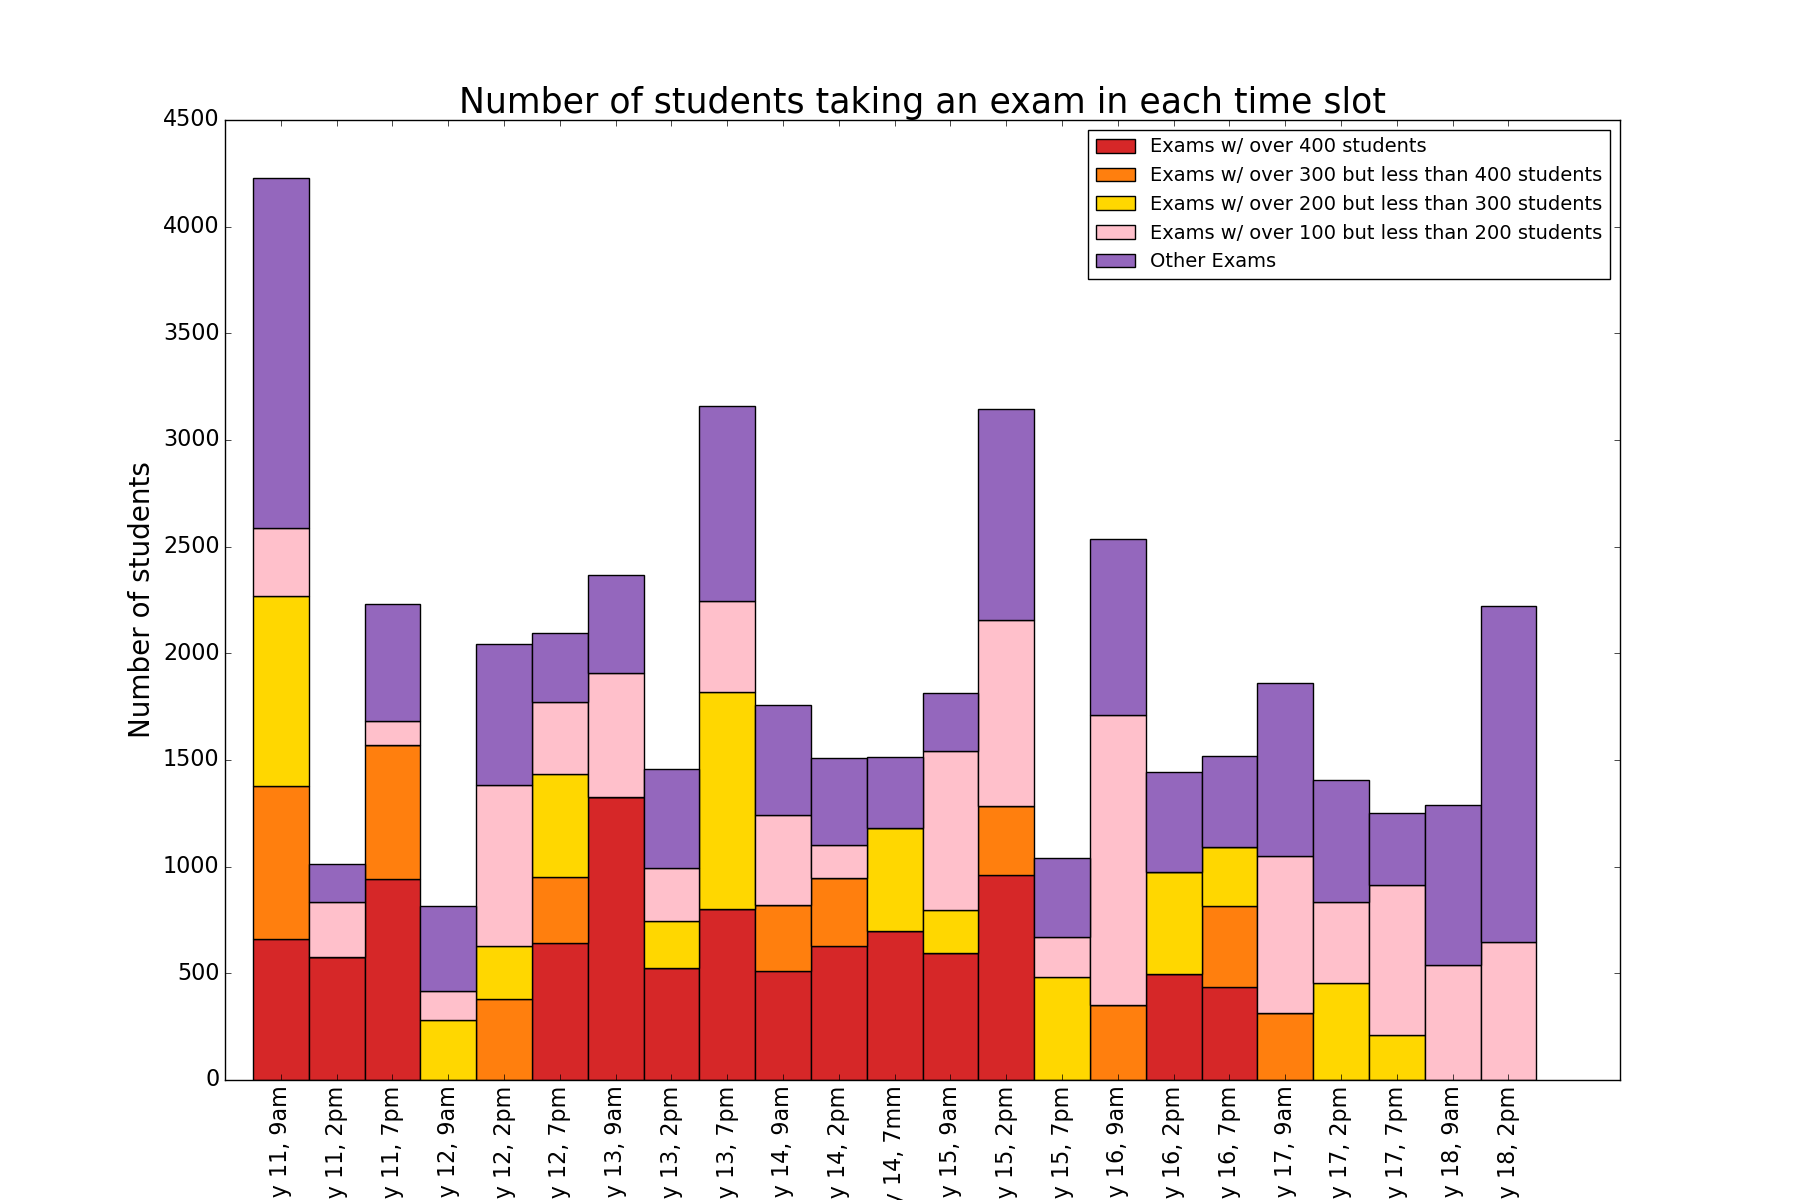 Number of students taking an exam in each time slot
4500
4000
3500
3000
2500
2000
1500
1000
500
0
Number of students
Exams w/ over 400 students
Exams w/ over 300 but less than 400 students
Exams w/ over 200 but less than 300 students
Exams w/ over 100 but less than 200 students
Other Exams
y 11, 9am
y 11, 2pm
y 11, 7pm
y 12, 9am
y 12, 2pm
y 12, 7pm
y 13, 9am
y 13, 2pm
y 13, 7pm
y 14, 9am
y 14, 2pm
y 14, 7mm
y 15, 9am
y 15, 2pm
y 15, 7pm
y 16, 9am
y 16, 2pm
y 16, 7pm
y 17, 9am
y 17, 2pm
y 17, 7pm
y 18, 9am
y 18, 2pm